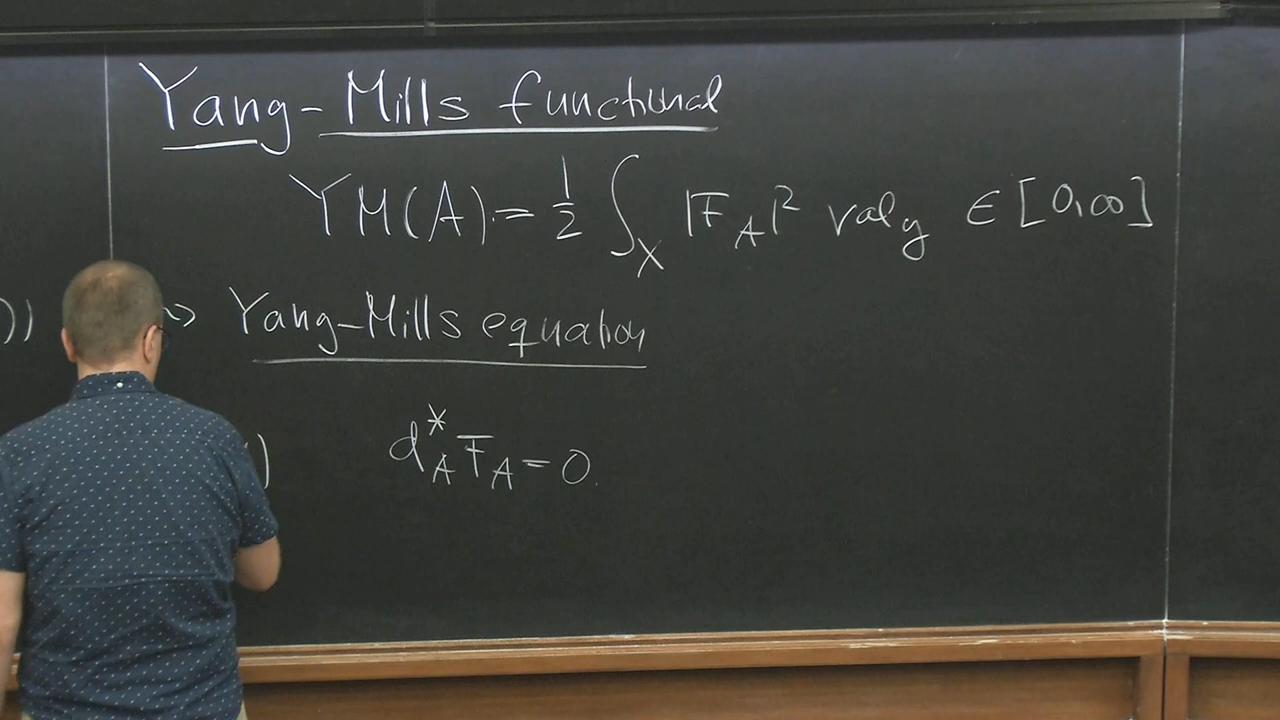 Yang-Mills functional
YM(A) := 1/2 ∫_X |F_A|² vol_g ∈ [0,∞]
)) ⇒ Yang-Mills equation
) d_A^* F_A = 0.